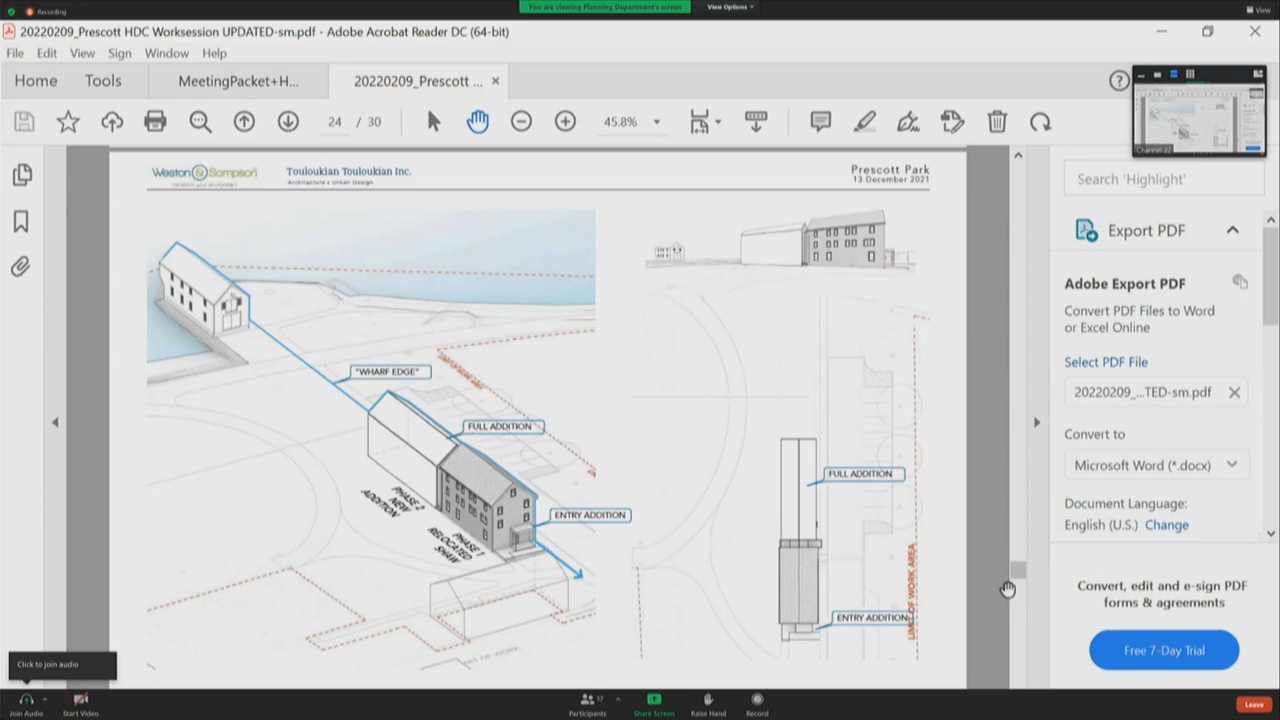 Recording
You are viewing Planning Department's screen
View Options
View
20220209_Prescott HDC Worksession UPDATED-sm.pdf - Adobe Acrobat Reader DC (64-bit)
File Edit View Sign Window Help
Home Tools MeetingPacket+H... 20220209_Prescott ...
24 / 30 45.8%
Channel 22
Weston & Sampson
Touloukian Touloukian Inc.
Architecture + Urban Design
Prescott Park
13 December 2021
"WHARF EDGE"
FULL ADDITION
ENTRY ADDITION
PHASE 2
NEW
ADDITION
PHASE 1
RELOCATED
SHAW
FULL ADDITION
ENTRY ADDITION
LIMIT OF WORK AREA
Search 'Highlight'
Export PDF
Adobe Export PDF
Convert PDF Files to Word
or Excel Online
Select PDF File
20220209_...TED-sm.pdf
Convert to
Microsoft Word (*.docx)
Document Language:
English (U.S.) Change
Convert, edit and e-sign PDF
forms & agreements
Free 7-Day Trial
Click to join audio
Join Audio
Start Video
Participants 17
Share Screen
Raise Hand
Record
Leave